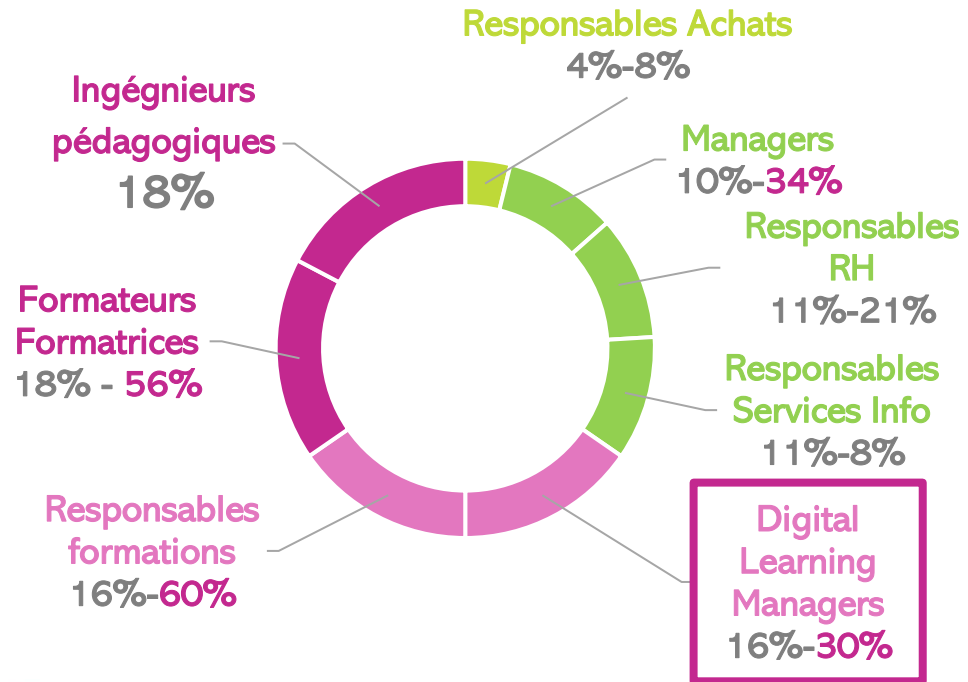 Responsables Achats
4%-8%
Managers
10%-34%
Responsables
RH
11%-21%
Responsables
Services Info
11%-8%
Digital
Learning
Managers
16%-30%
Responsables
formations
16%-60%
Formateurs
Formatrices
18% - 56%
Ingégnieurs
pédagogiques
18%